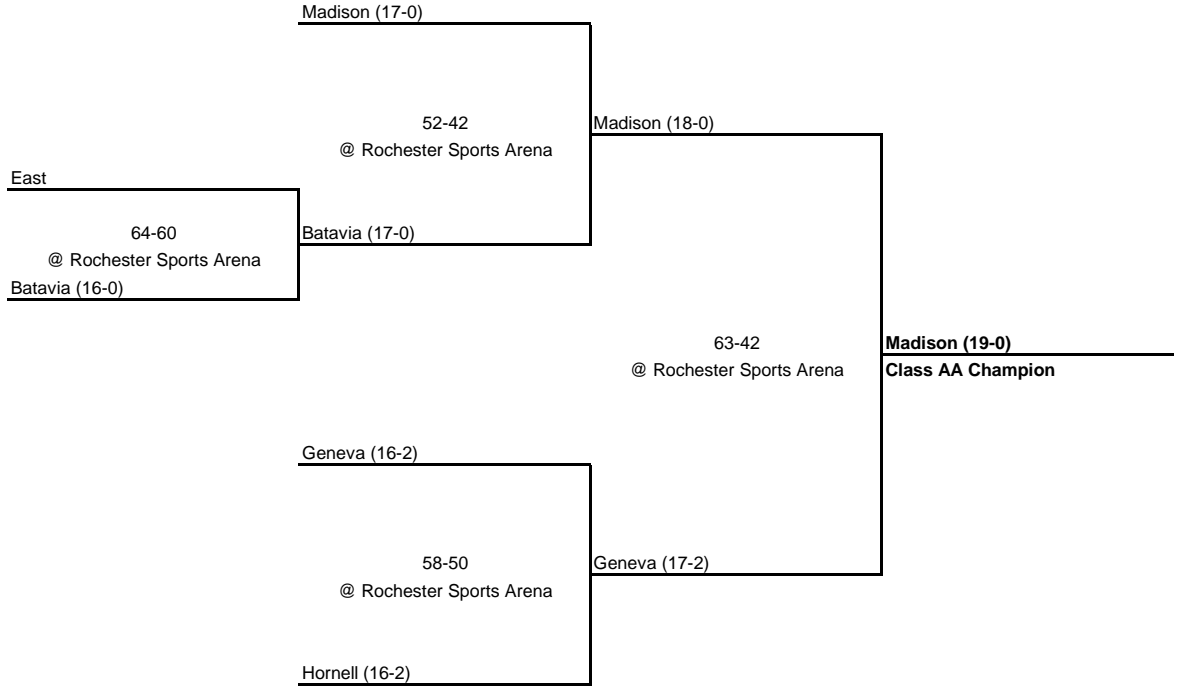 Madison (17-0)
52-42
@ Rochester Sports Arena
Madison (18-0)
East
64-60
@ Rochester Sports Arena
Batavia (17-0)
Batavia (16-0)
63-42
@ Rochester Sports Arena
Madison (19-0)
Class AA Champion
Geneva (16-2)
58-50
@ Rochester Sports Arena
Geneva (17-2)
Hornell (16-2)